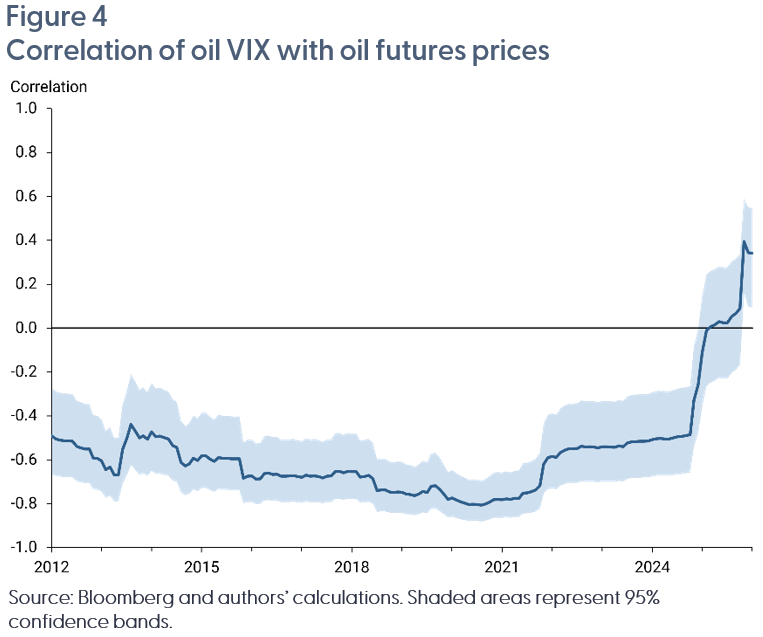 Figure 4
Correlation of oil VIX with oil futures prices
Correlation
1.0
0.8
0.6
0.4
0.2
0.0
-0.2
-0.4
-0.6
-0.8
-1.0
2012 2015 2018 2021 2024
Source: Bloomberg and authors’ calculations. Shaded areas represent 95%
confidence bands.